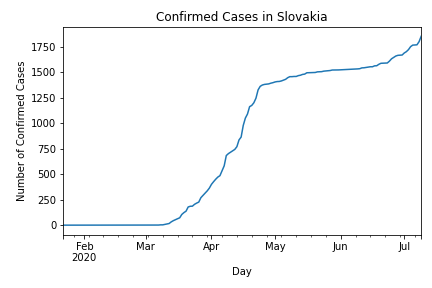 Confirmed Cases in Slovakia
Number of Confirmed Cases
1750
1500
1250
1000
750
500
250
0
Feb Mar Apr May Jun Jul
2020
Day